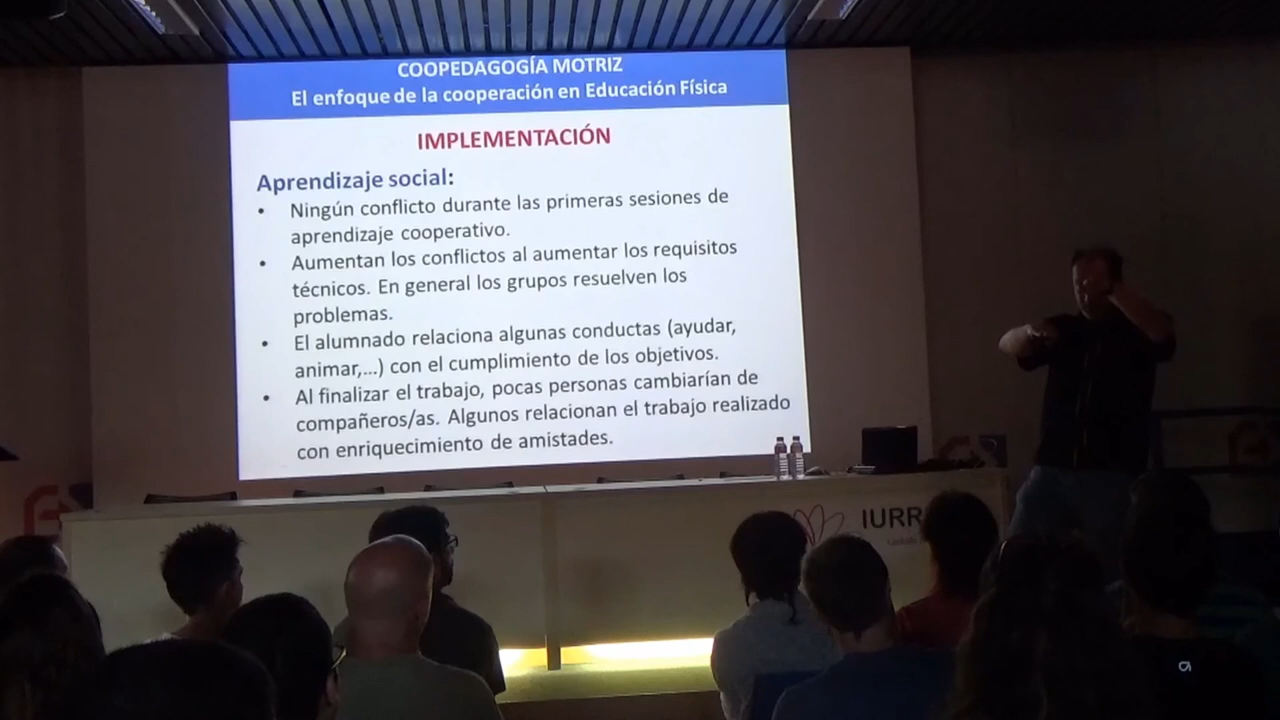 COOPEDAGOGÍA MOTRIZ
El enfoque de la cooperación en Educación Física
IMPLEMENTACIÓN
Aprendizaje social:
• Ningún conflicto durante las primeras sesiones de
aprendizaje cooperativo.
• Aumentan los conflictos al aumentar los requisitos
técnicos. En general los grupos resuelven los
problemas.
• El alumnado relaciona algunas conductas (ayudar,
animar,...) con el cumplimiento de los objetivos.
• Al finalizar el trabajo, pocas personas cambiarían de
compañeros/as. Algunos relacionan el trabajo realizado
con enriquecimiento de amistades.
IURR